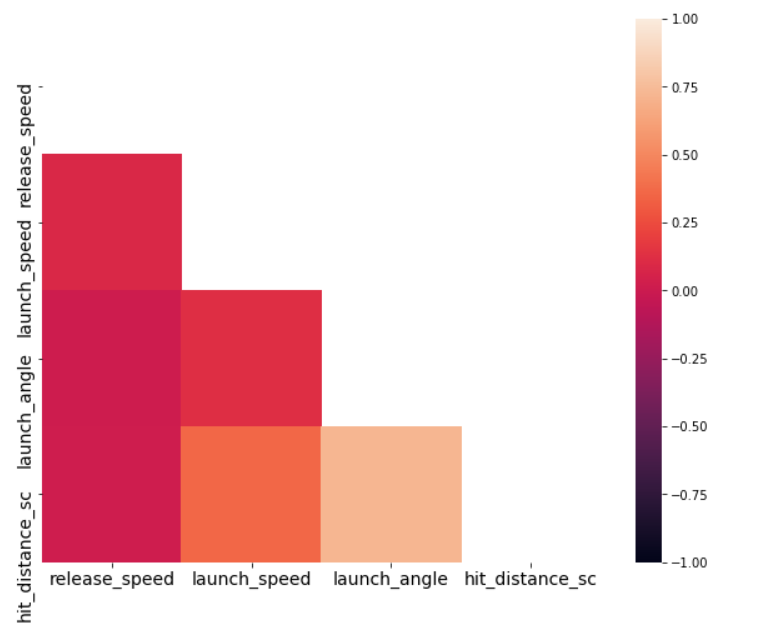 release_speed
launch_speed
launch_angle
hit_distance_sc
release_speed
launch_speed
launch_angle
hit_distance_sc
1.00
0.75
0.50
0.25
0.00
−0.25
−0.50
−0.75
−1.00